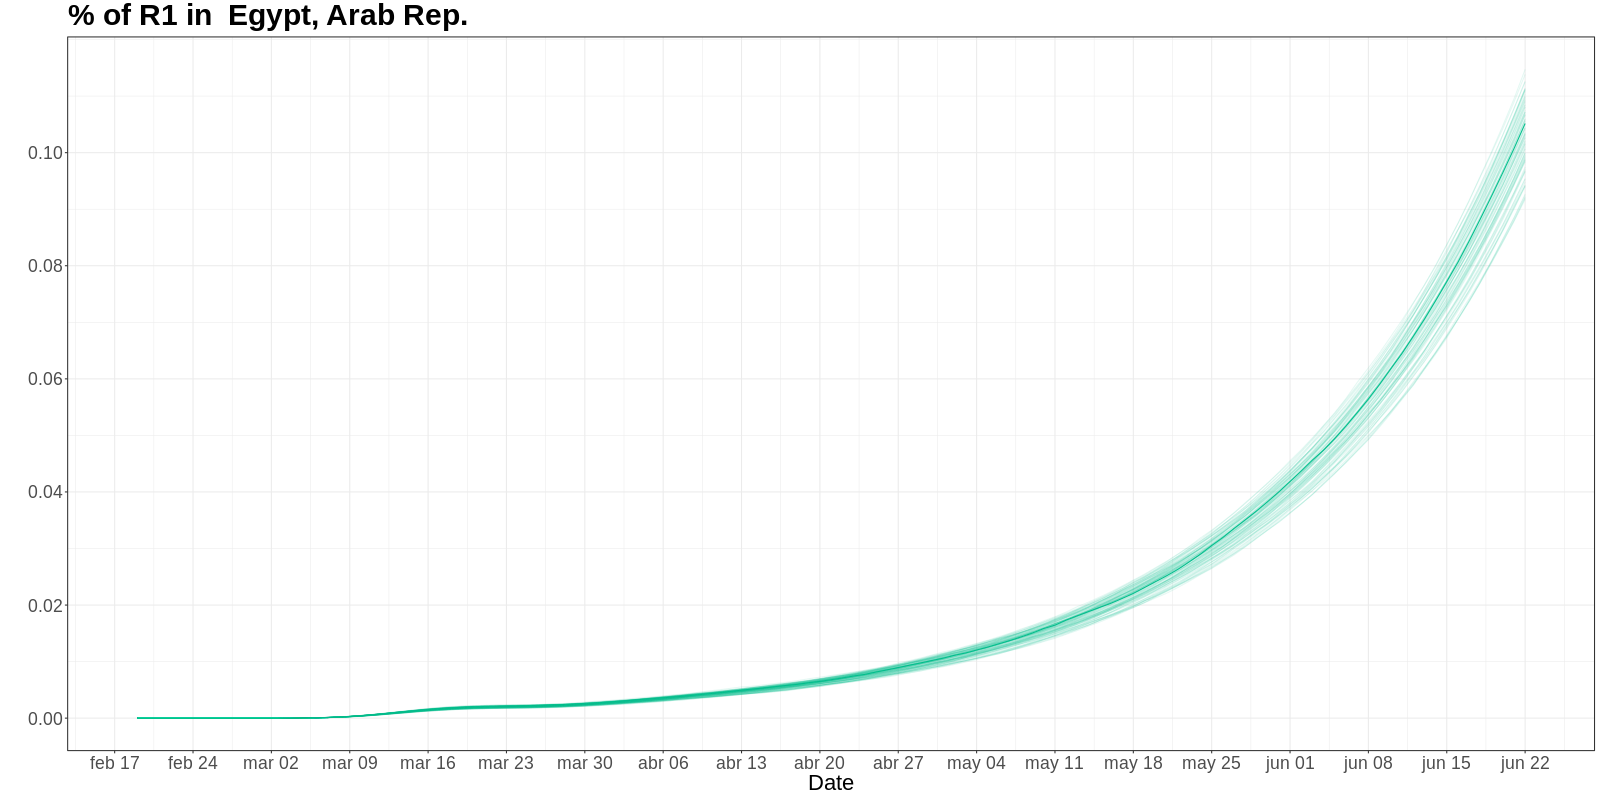 % of R1 in  Egypt, Arab Rep.
0.10
0.08
0.06
0.04
0.02
0.00
feb 17 feb 24 mar 02 mar 09 mar 16 mar 23 mar 30 abr 06 abr 13 abr 20 abr 27 may 04 may 11 may 18 may 25 jun 01 jun 08 jun 15 jun 22
Date